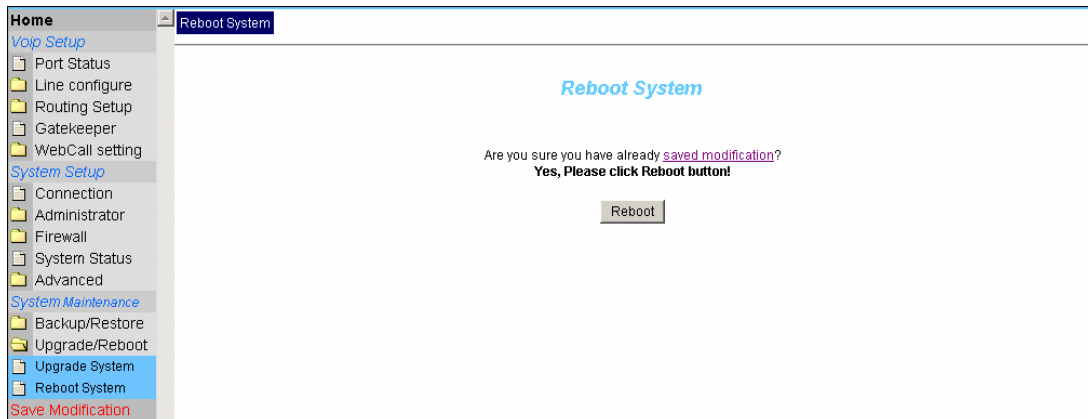 Home
Voip Setup
Port Status
Line configure
Routing Setup
Gatekeeper
WebCall setting
System Setup
Connection
Administrator
Firewall
System Status
Advanced
System Maintenance
Backup/Restore
Upgrade/Reboot
Upgrade System
Reboot System
Save Modification
Reboot System
Reboot System
Are you sure you have already saved modification?
Yes, Please click Reboot button!
Reboot